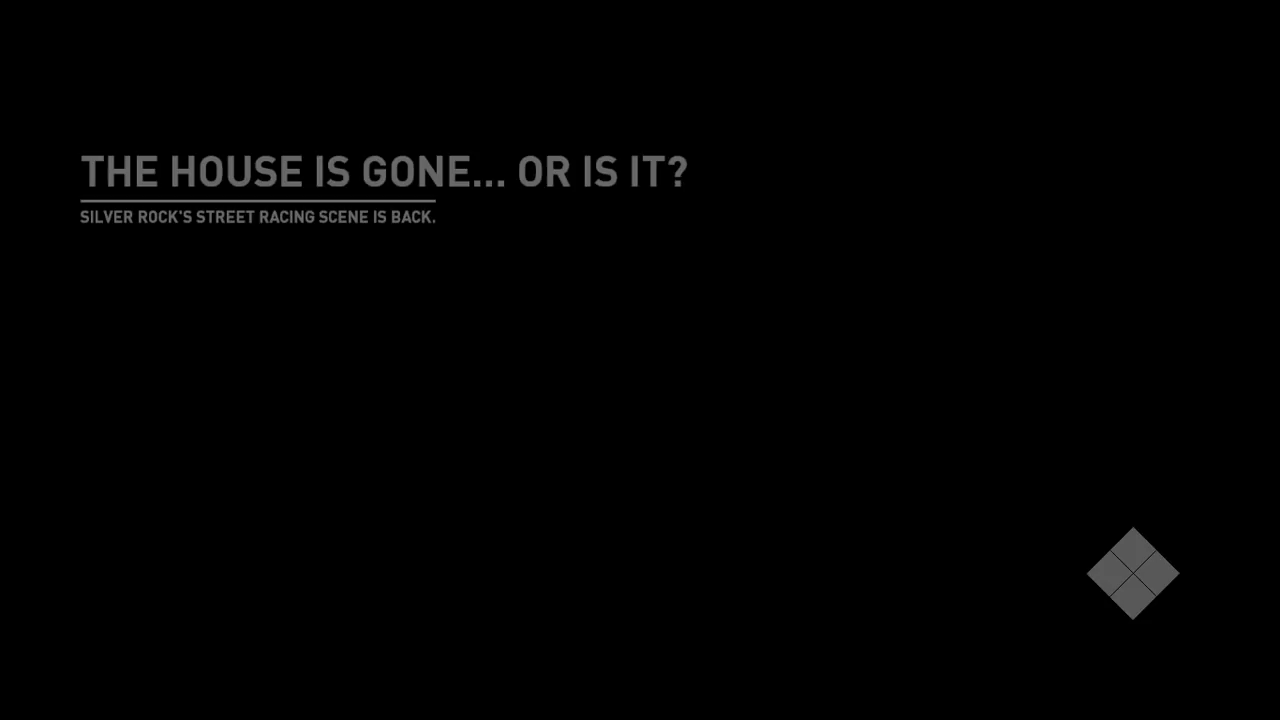 THE HOUSE IS GONE... OR IS IT?
SILVER ROCK'S STREET RACING SCENE IS BACK.